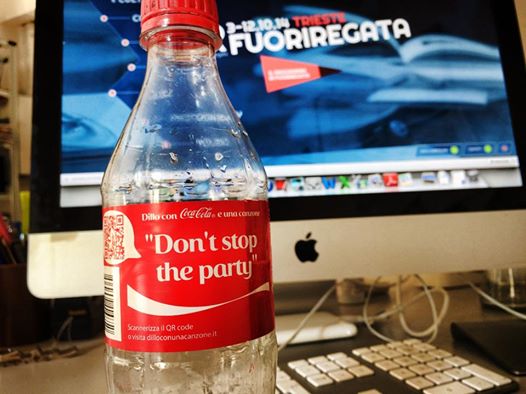 3-12.10.14 TRIESTE
FUORIREGATA
Dillo con Coca-Cola e una canzone
"Don't stop
the party"
Scannerizza il QR code
o visita dilloconunacanzone.it